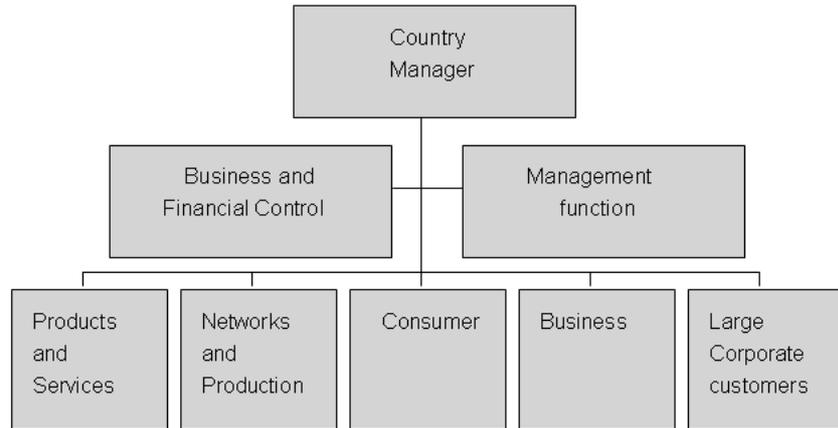 Country
Manager
Business and
Financial Control
Management
function
Products
and
Services
Networks
and
Production
Consumer
Business
Large
Corporate
customers